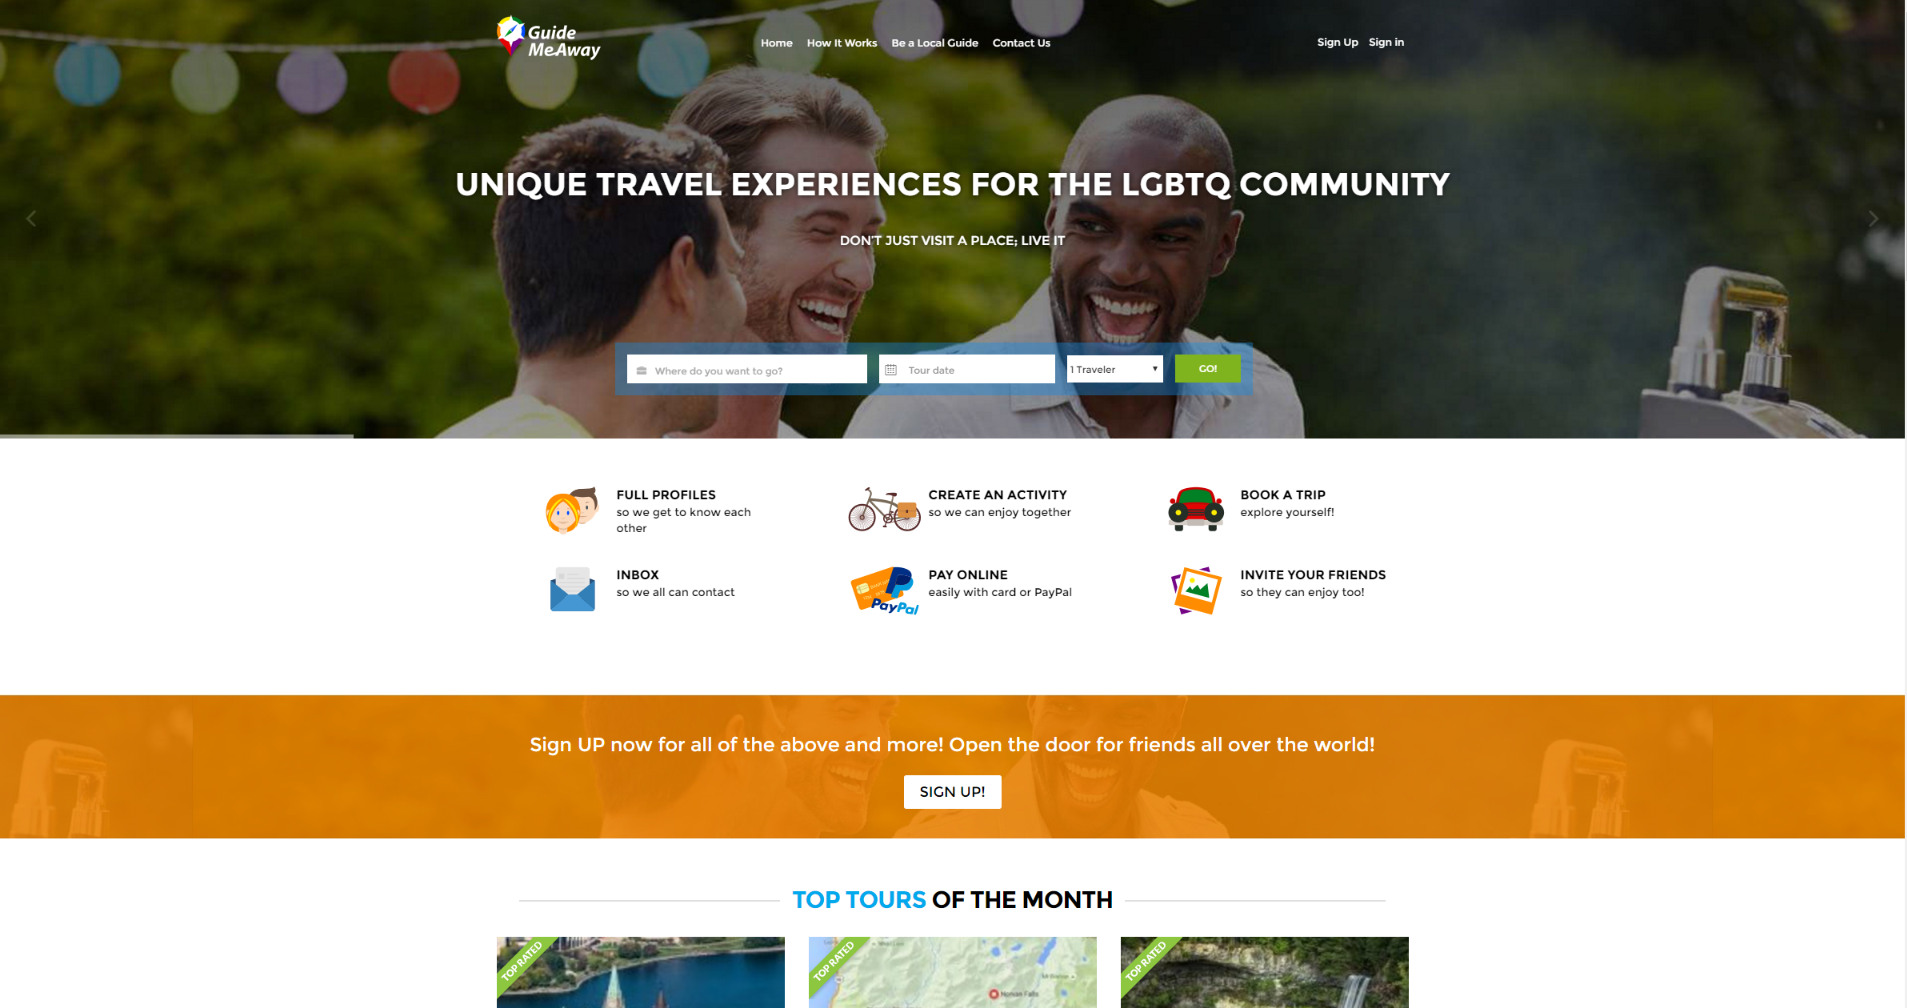 Guide
MeAway
Home How It Works Be a Local Guide Contact Us
Sign Up Sign in
UNIQUE TRAVEL EXPERIENCES FOR THE LGBTQ COMMUNITY
DON'T JUST VISIT A PLACE; LIVE IT
Where do you want to go? Tour date 1 Traveler GO!
FULL PROFILES
so we get to know each
other
CREATE AN ACTIVITY
so we can enjoy together
BOOK A TRIP
explore yourself!
INBOX
so we all can contact
PayPal
PAY ONLINE
easily with card or PayPal
INVITE YOUR FRIENDS
so they can enjoy too!
Sign UP now for all of the above and more! Open the door for friends all over the world!
SIGN UP!
TOP TOURS OF THE MONTH
TOP RATED
TOP RATED
TOP RATED